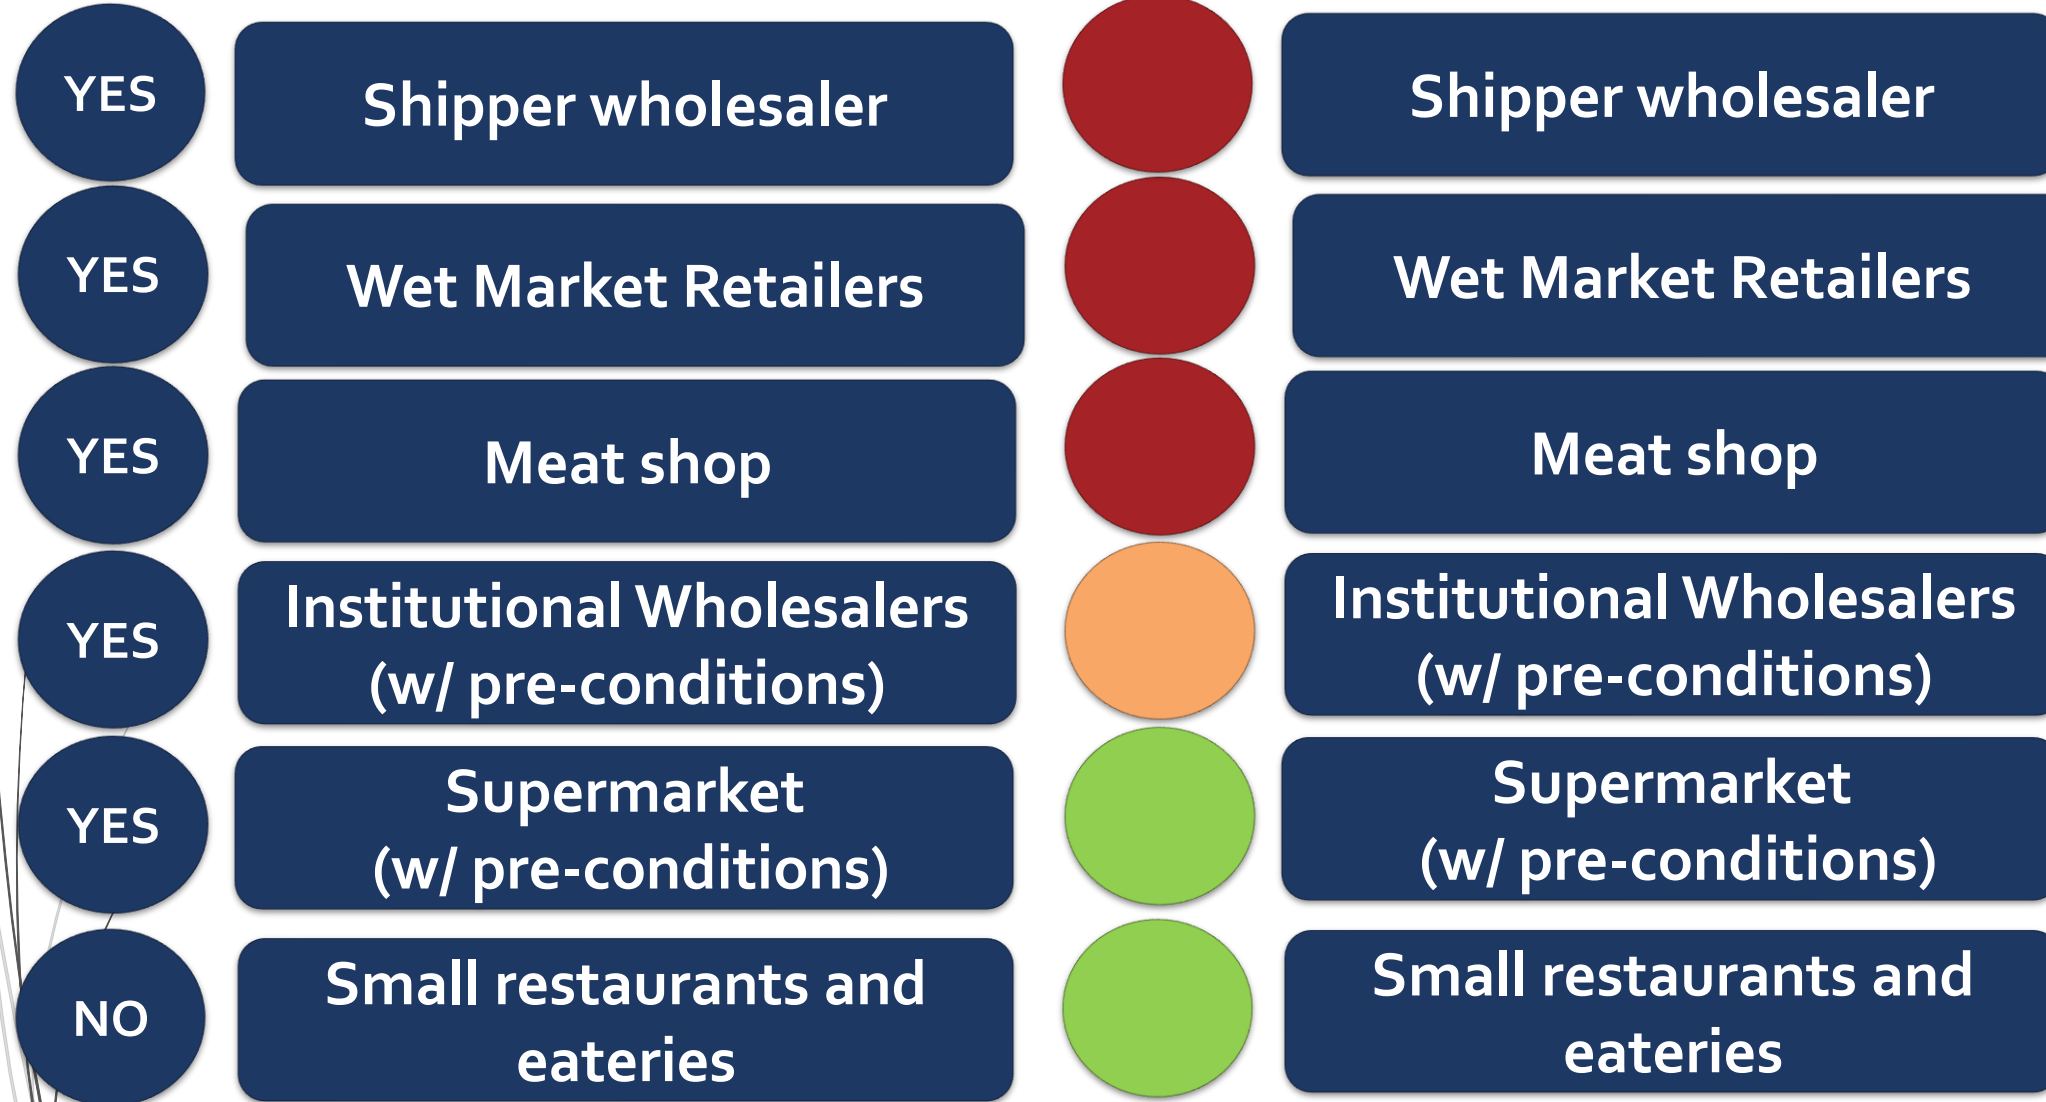 YES
Shipper wholesaler
YES
Wet Market Retailers
YES
Meat shop
YES
Institutional Wholesalers
(w/ pre-conditions)
YES
Supermarket
(w/ pre-conditions)
NO
Small restaurants and
eateries
Shipper wholesaler
Wet Market Retailers
Meat shop
Institutional Wholesalers
(w/ pre-conditions)
Supermarket
(w/ pre-conditions)
Small restaurants and
eateries